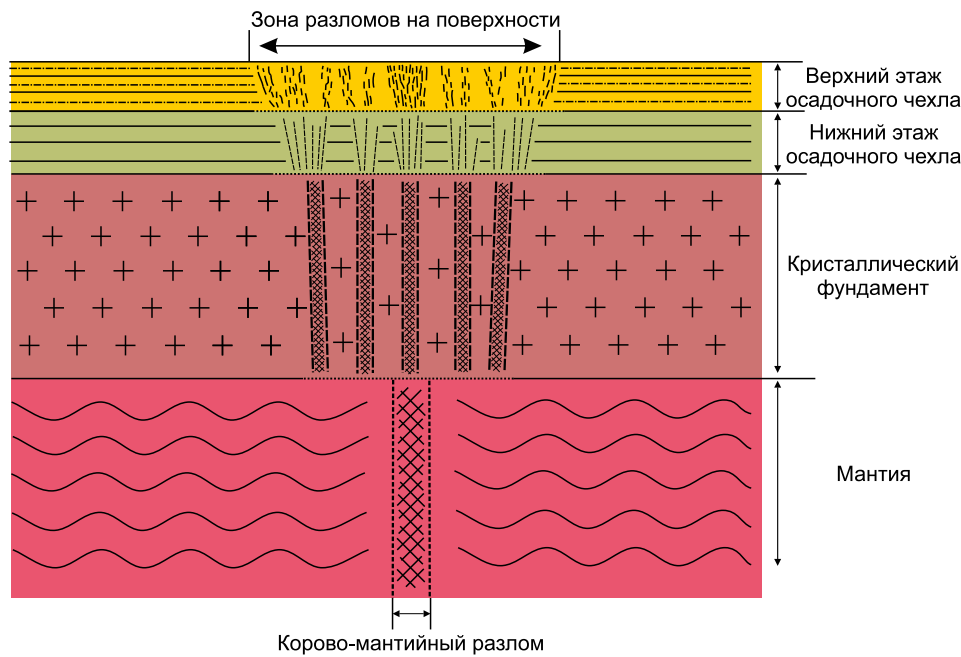 Зона разломов на поверхности
Верхний этаж
осадочного чехла
Нижний этаж
осадочного чехла
Кристаллический
фундамент
Мантия
Корово-мантийный разлом